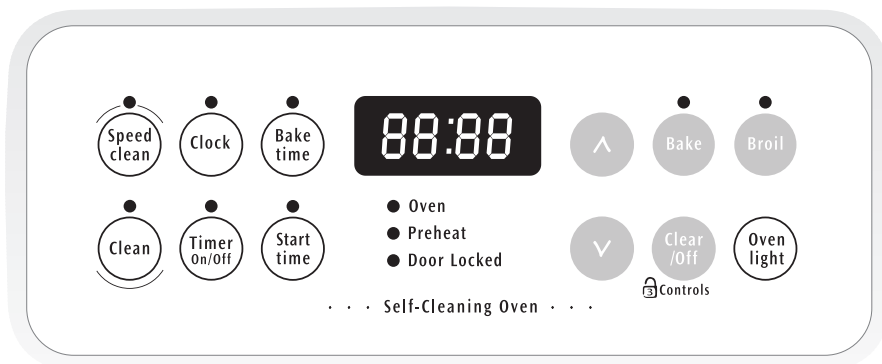 Speed
clean
Clock
Bake
time
88:88
Bake
Broil
Clean
Timer
On/Off
Start
time
Oven
Preheat
Door Locked
Clear
/Off
Oven
light
3 Controls
· · · Self-Cleaning Oven · · ·